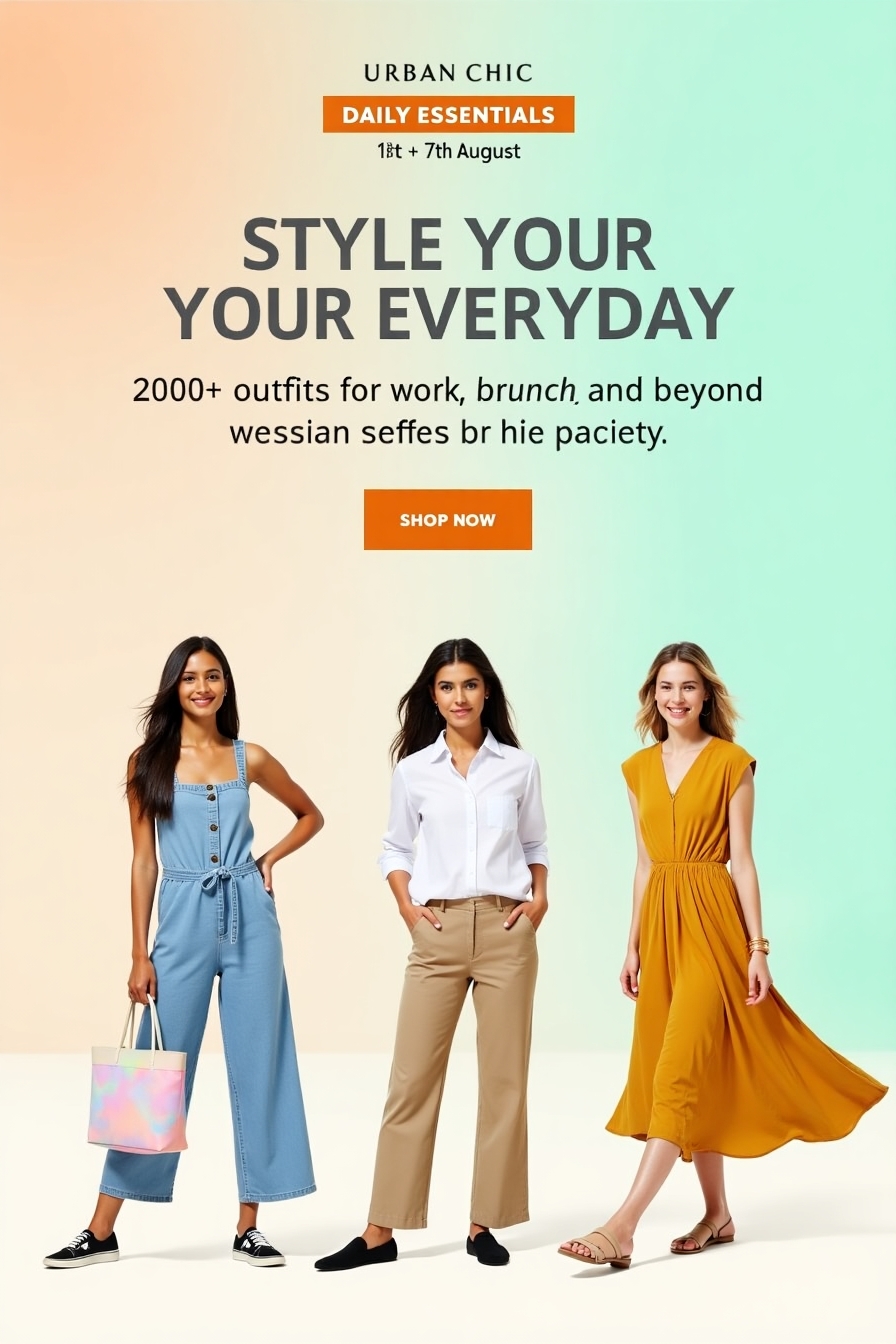 URBAN CHIC
DAILY ESSENTIALS
+ 7th August
STYLE YOUR
YOUR EVERYDAY
2000+ outfits for work, brunch, and beyond
wessian seffes br hie paciety.
SHOP NOW